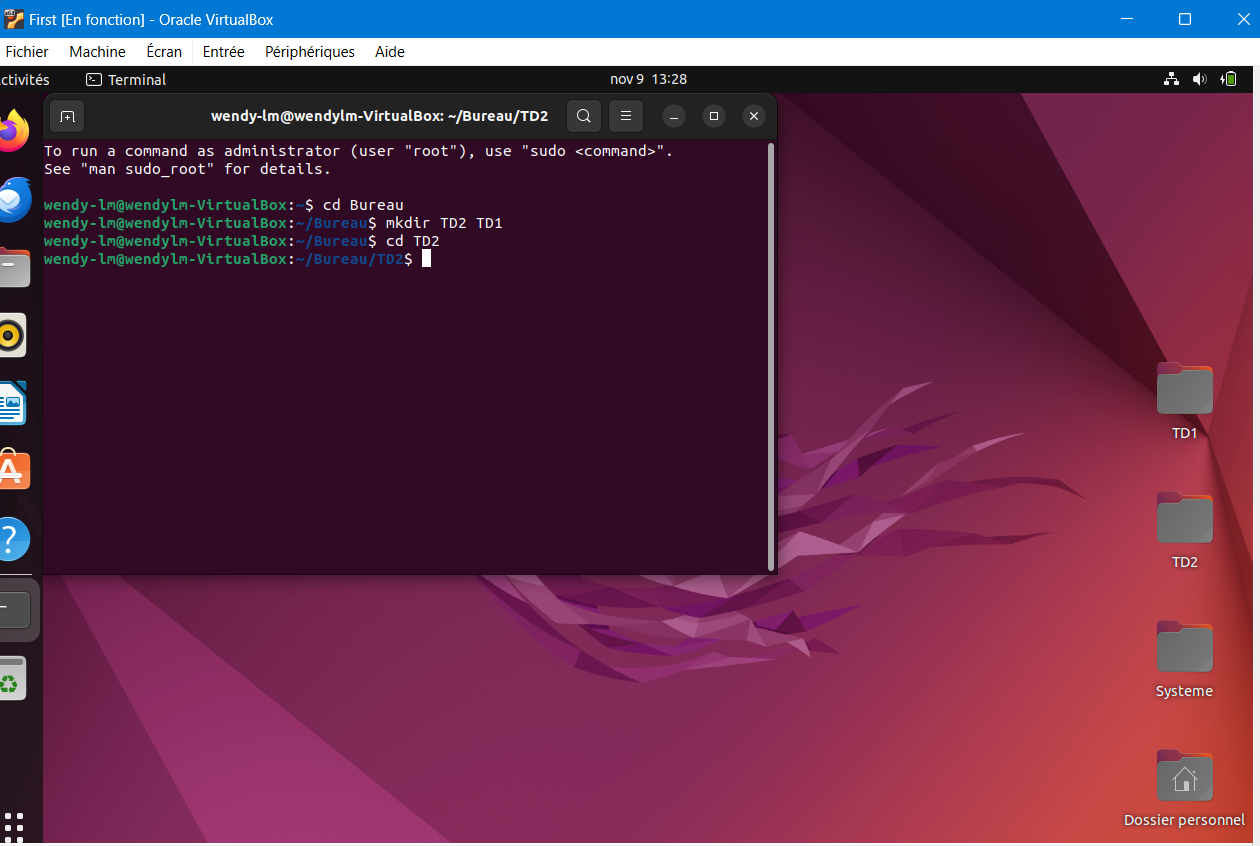 First [En fonction] - Oracle VirtualBox
Fichier Machine Écran Entrée Périphériques Aide
ctivités Terminal nov 9 13:28
wendy-lm@wendylm-VirtualBox: ~/Bureau/TD2
To run a command as administrator (user "root"), use "sudo <command>".
See "man sudo_root" for details.
wendy-lm@wendylm-VirtualBox:~$ cd Bureau
wendy-lm@wendylm-VirtualBox:~/Bureau$ mkdir TD2 TD1
wendy-lm@wendylm-VirtualBox:~/Bureau$ cd TD2
wendy-lm@wendylm-VirtualBox:~/Bureau/TD2$
TD1
TD2
Systeme
Dossier personnel